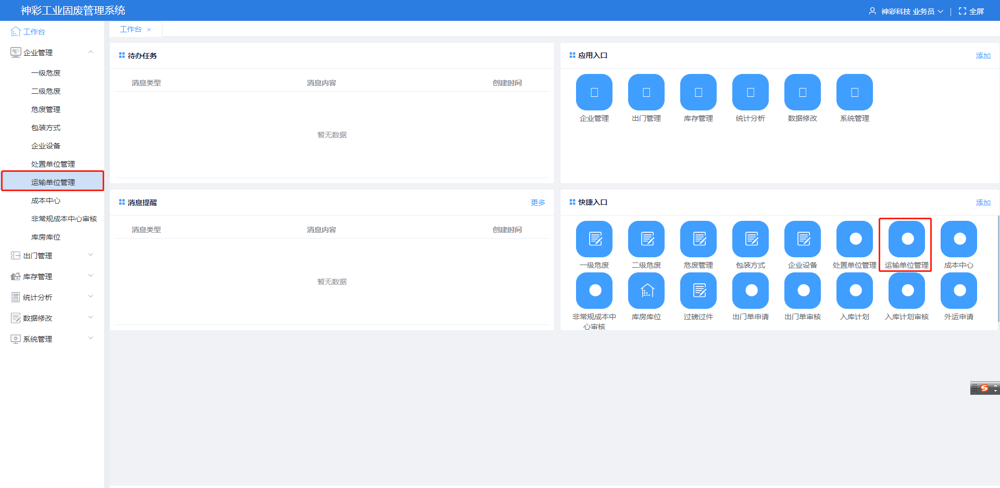 神彩工业固废管理系统
神彩科技 业务员
全屏
工作台
企业管理
一级危废
二级危废
危废管理
包装方式
企业设备
处置单位管理
运输单位管理
成本中心
非常规成本中心审核
库房库位
出门管理
库存管理
统计分析
数据修改
系统管理
工作台 ×
待办任务
消息类型 消息内容 创建时间
暂无数据
应用入口 添加
企业管理 出门管理 库存管理 统计分析 数据修改 系统管理
消息提醒 更多
消息类型 消息内容 创建时间
暂无数据
快捷入口 添加
一级危废 二级危废 危废管理 包装方式 企业设备 处置单位管理 运输单位管理 成本中心
非常规成本中 库房库位 过磅过件 出门单申请 出门单审核 入库计划 入库计划审核 外运申请
心审核
S